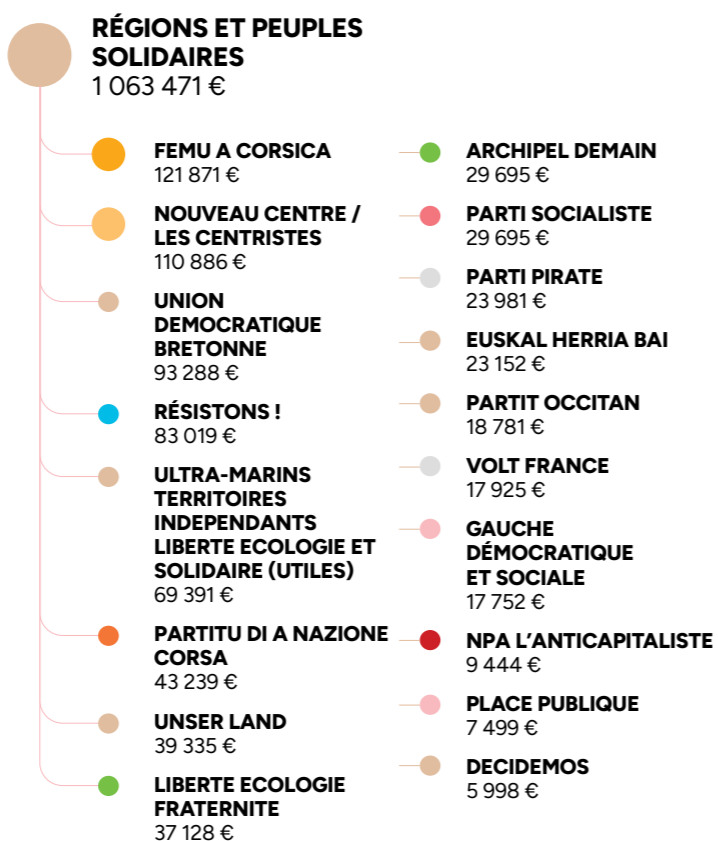 RÉGIONS ET PEUPLES
SOLIDAIRES
1 063 471 €
FEMU A CORSICA
121 871 €
NOUVEAU CENTRE /
LES CENTRISTES
110 886 €
UNION
DEMOCRATIQUE
BRETONNE
93 288 €
RÉSISTONS !
83 019 €
ULTRA-MARINS
TERRITOIRES
INDEPENDANTS
LIBERTE ECOLOGIE ET
SOLIDAIRE (UTILES)
69 391 €
PARTITU DI A NAZIONE
CORSA
43 239 €
UNSER LAND
39 335 €
LIBERTE ECOLOGIE
FRATERNITE
37 128 €
ARCHIPEL DEMAIN
29 695 €
PARTI SOCIALISTE
29 695 €
PARTI PIRATE
23 981 €
EUSKAL HERRIA BAI
23 152 €
PARTIT OCCITAN
18 781 €
VOLT FRANCE
17 925 €
GAUCHE
DÉMOCRATIQUE
ET SOCIALE
17 752 €
NPA L'ANTICAPITALISTE
9 444 €
PLACE PUBLIQUE
7 499 €
DECIDEMOS
5 998 €